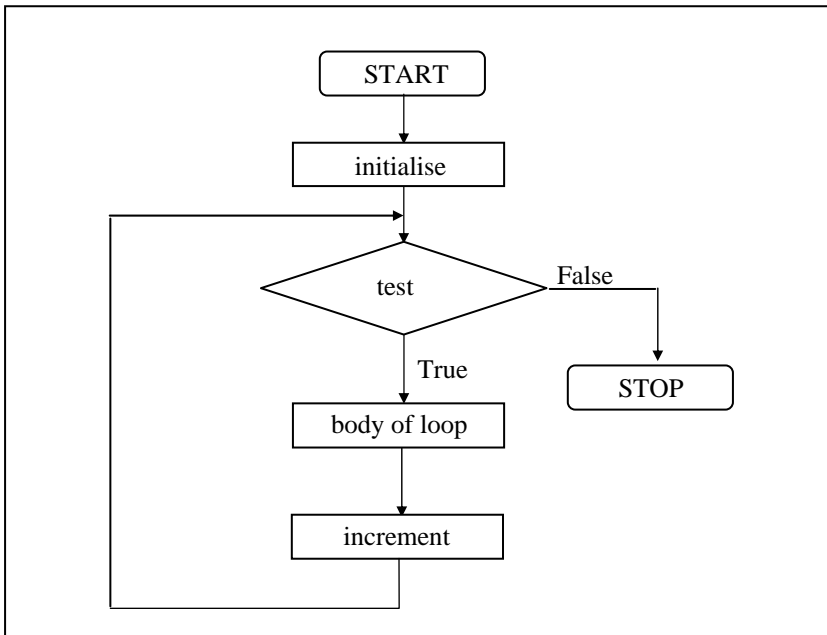 START
initialise
test
False
True
STOP
body of loop
increment